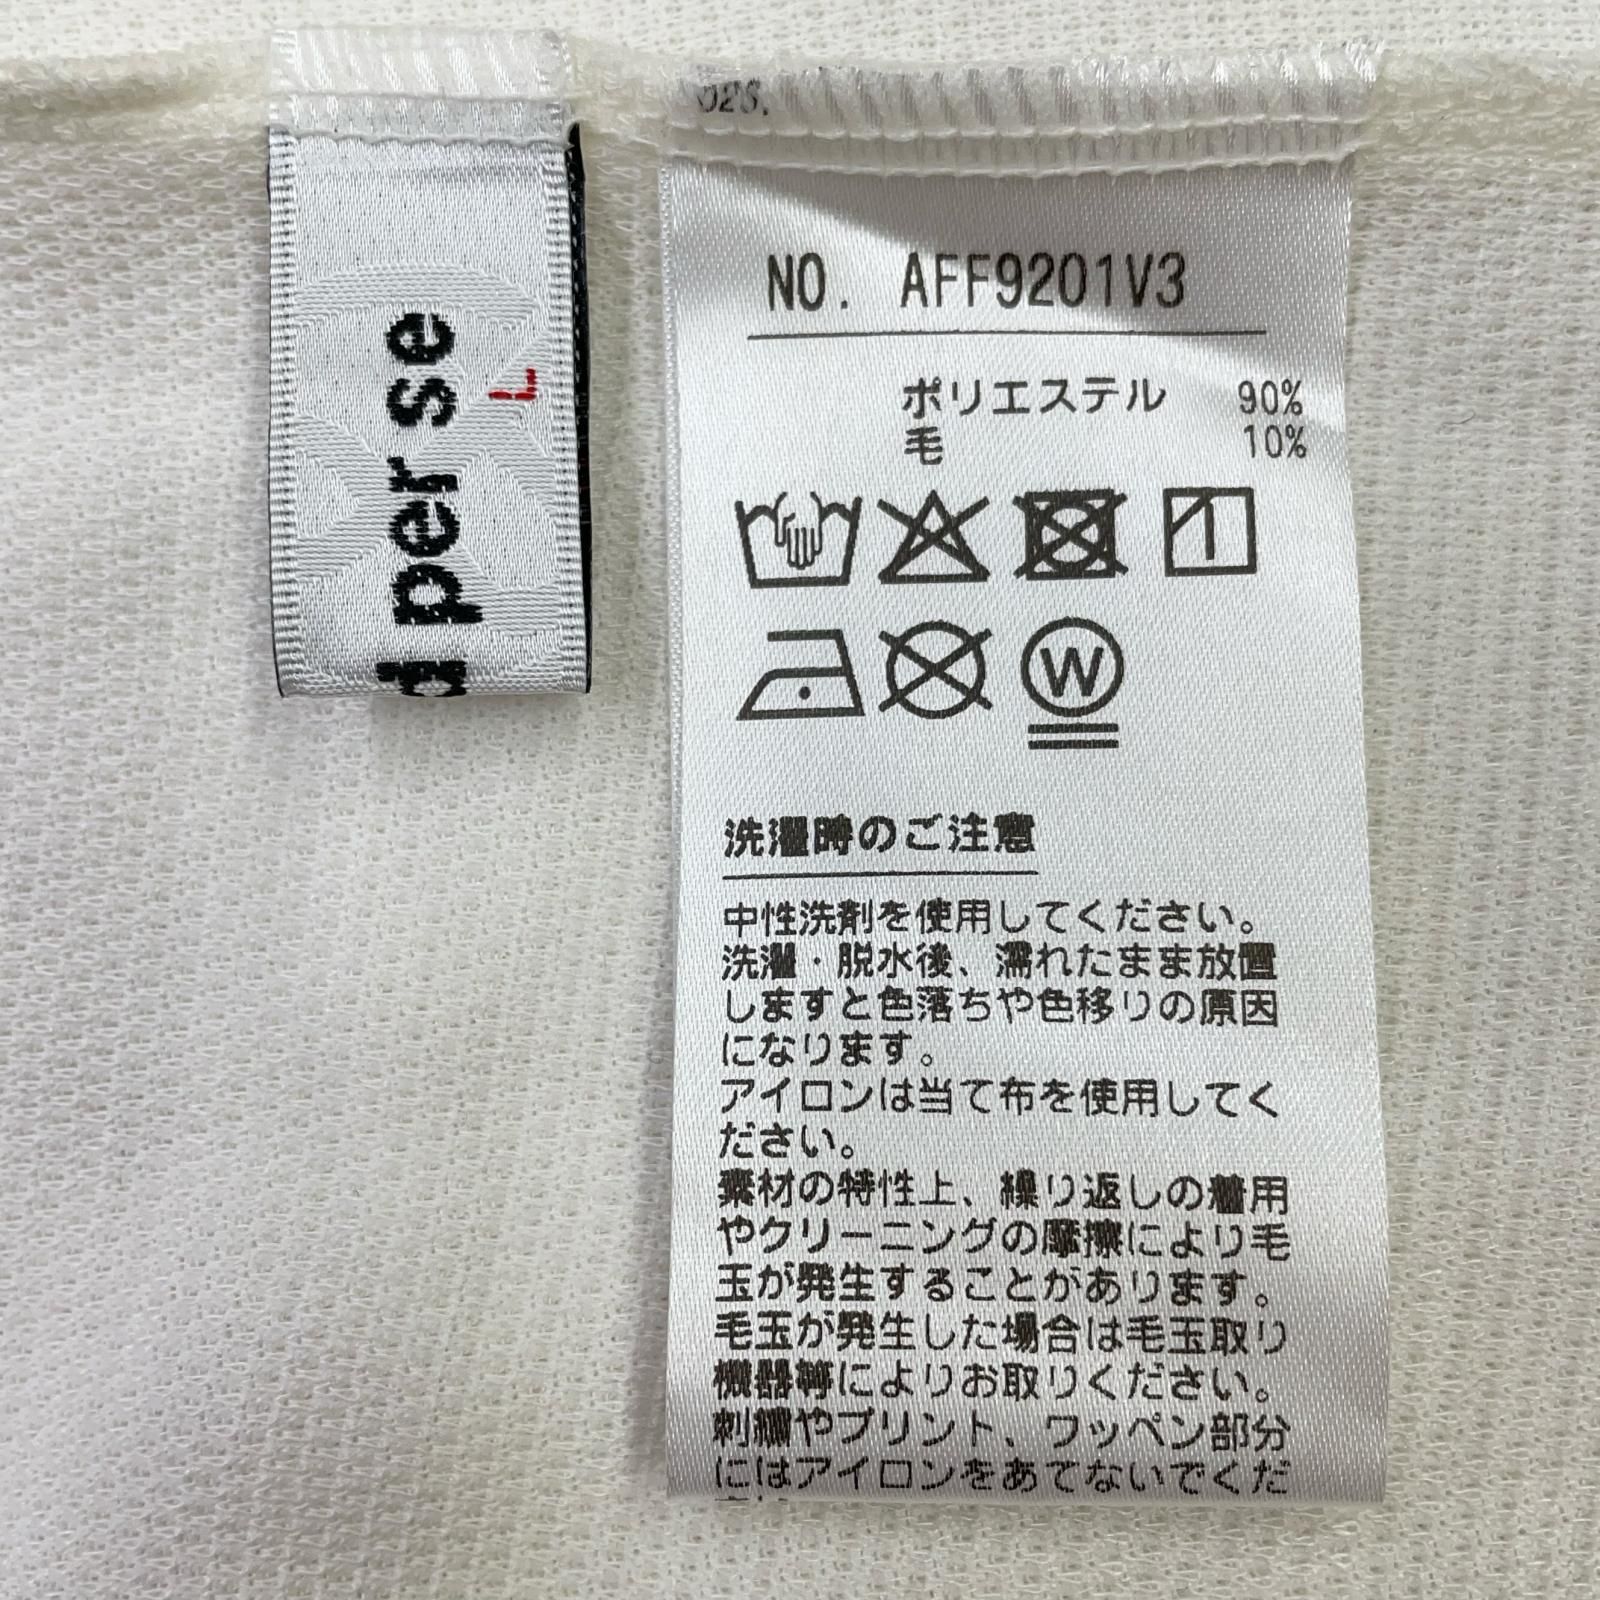 d per se
L
NO. AFF9201V3
ポリエステル 90%
毛 10%
W
洗濯時のご注意
中性洗剤を使用してください。
洗濯・脱水後、濡れたまま放置
しますと色落ちや色移りの原因
になります。
アイロンは当て布を使用してく
ださい。
素材の特性上、繰り返しの着用
やクリーニングの摩擦により毛
玉が発生することがあります。
毛玉が発生した場合は毛玉取り
機器等によりお取りください。
刺繍やプリント、ワッペン部分
にはアイロンをあてないでくだ